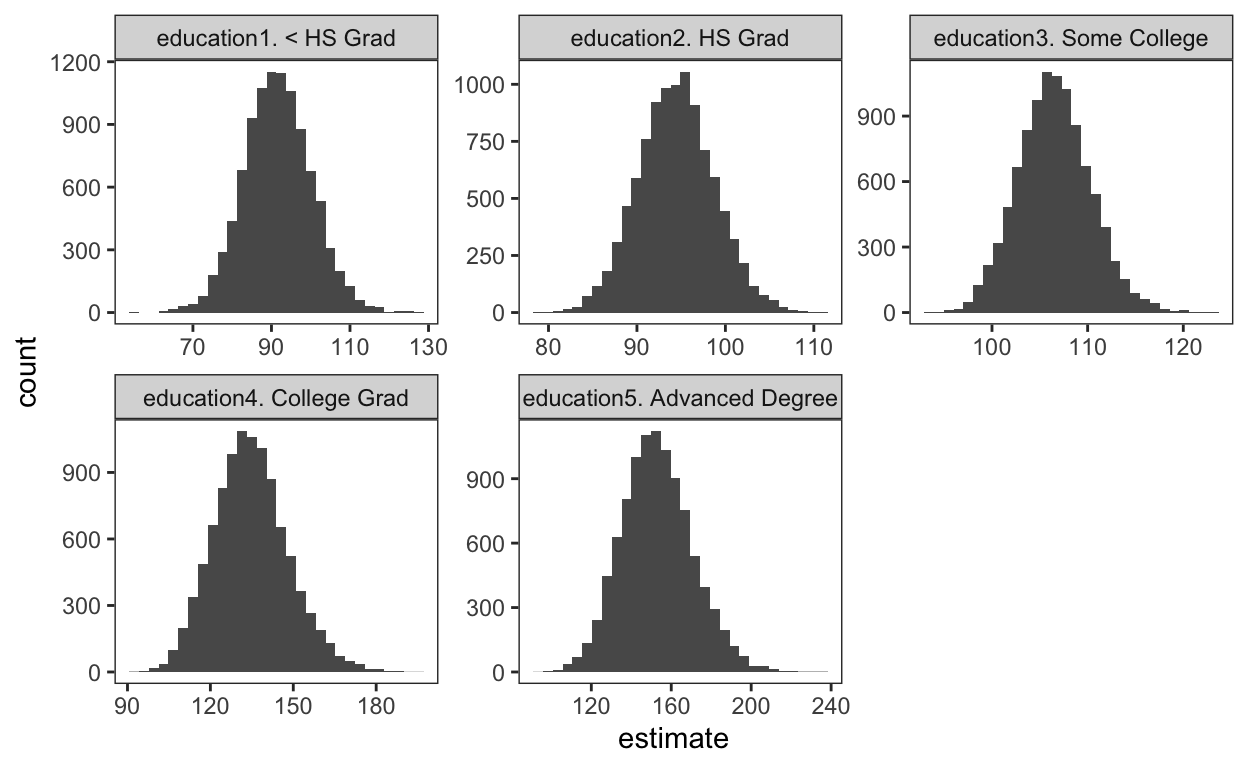 education1. < HS Grad
education2. HS Grad
education3. Some College
1200
900
600
300
0
70 90 110 130
1000
750
500
250
0
80 90 100 110
900
600
300
0
100 110 120
count
education4. College Grad
education5. Advanced Degree
900
600
300
0
90 120 150 180
900
600
300
0
120 160 200 240
estimate